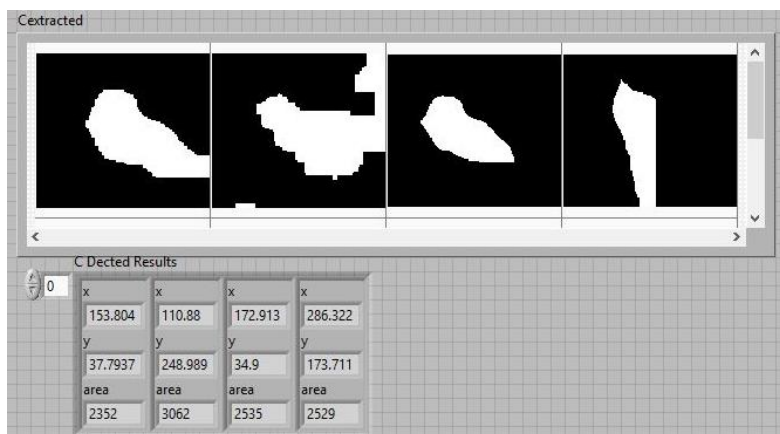 Cextracted
C Dected Results
0
x x x x
153.804 110.88 172.913 286.322
y y y y
37.7937 248.989 34.9 173.711
area area area area
2352 3062 2535 2529